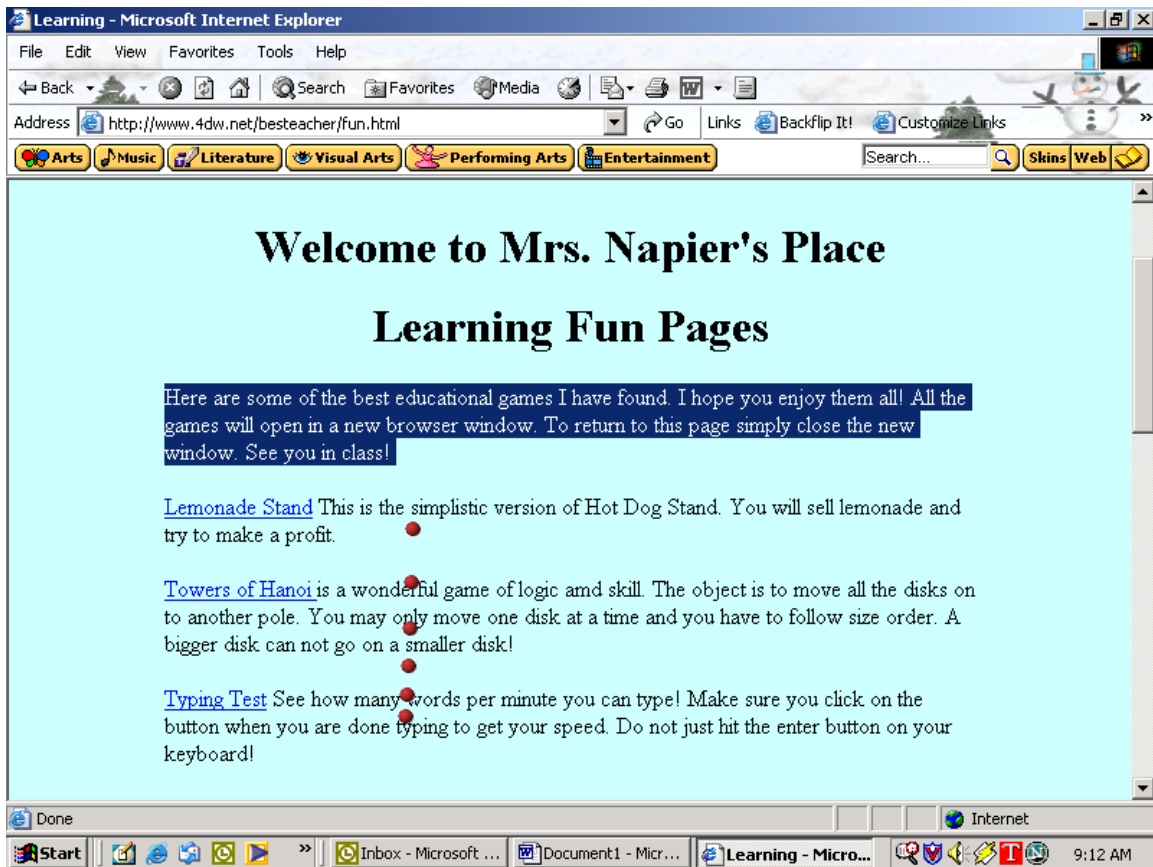 Learning - Microsoft Internet Explorer
File Edit View Favorites Tools Help
Back Search Favorites Media
Address http://www.4dw.net/besteacher/fun.html Go Links Backflip It! Customize Links »
Arts Music Literature Visual Arts Performing Arts Entertainment Search... Skins Web
Welcome to Mrs. Napier's Place
Learning Fun Pages
Here are some of the best educational games I have found. I hope you enjoy them all! All the
games will open in a new browser window. To return to this page simply close the new
window. See you in class!
Lemonade Stand This is the simplistic version of Hot Dog Stand. You will sell lemonade and
try to make a profit.
Towers of Hanoi is a wonderful game of logic amd skill. The object is to move all the disks on
to another pole. You may only move one disk at a time and you have to follow size order. A
bigger disk can not go on a smaller disk!
Typing Test See how many words per minute you can type! Make sure you click on the
button when you are done typing to get your speed. Do not just hit the enter button on your
keyboard!
Done Internet
Start » Inbox - Microsoft ... Document1 - Micr... Learning - Micro... 9:12 AM